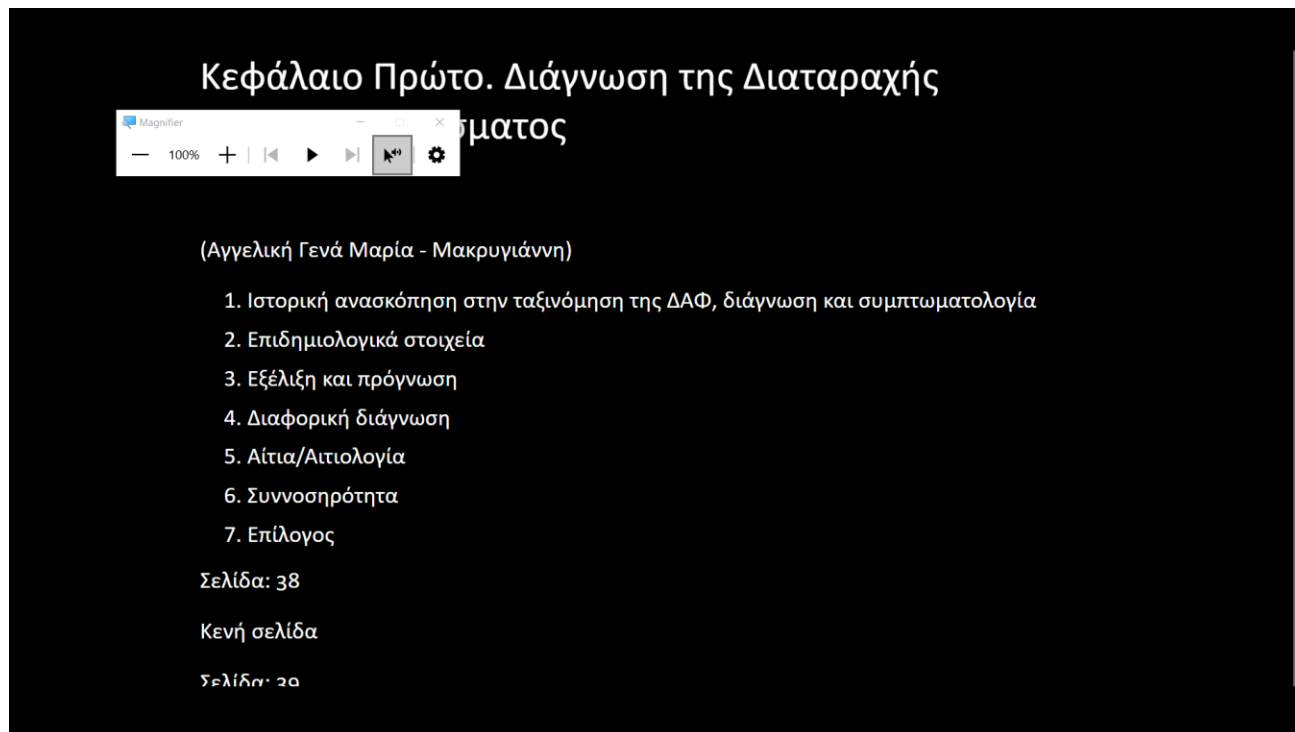 Κεφάλαιο Πρώτο. Διάγνωση της Διαταραχής
Magnifier
100%
(Αγγελική Γενά Μαρία - Μακρυγιάννη)
1. Ιστορική ανασκόπηση στην ταξινόμηση της ΔΑΦ, διάγνωση και συμπτωματολογία
2. Επιδημιολογικά στοιχεία
3. Εξέλιξη και πρόγνωση
4. Διαφορική διάγνωση
5. Αίτια/Αιτιολογία
6. Συννοσηρότητα
7. Επίλογος
Σελίδα: 38
Κενή σελίδα
Σελίδα: 39